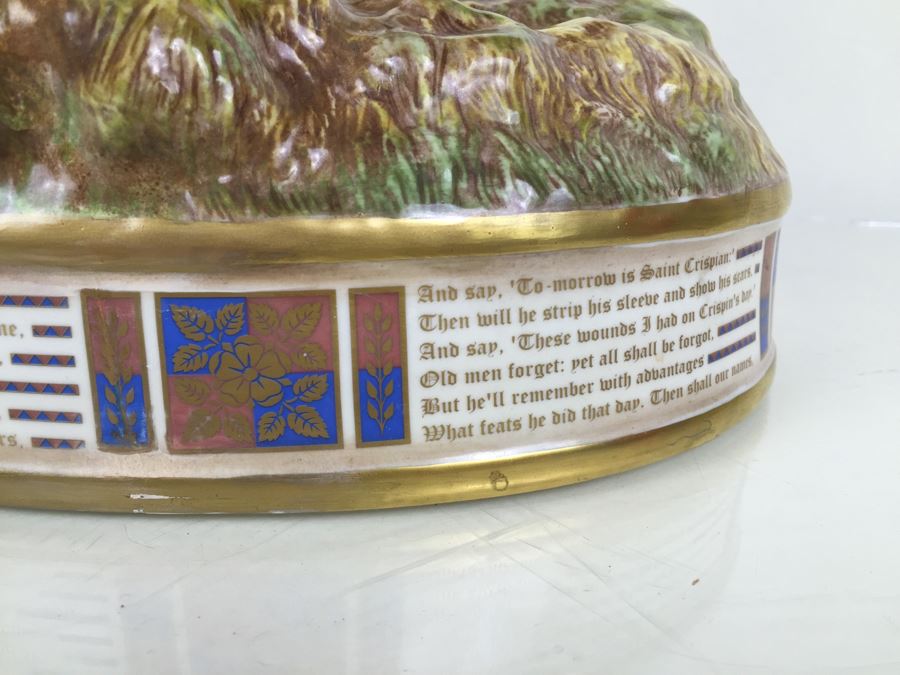 me,
rs,
And say, 'To-morrow is Saint Crispian:'
Then will he strip his sleeve and show his scars,
And say, 'These wounds I had on Crispin's day.'
Old men forget: yet all shall be forgot,
But he'll remember with advantages
What feats he did that day. Then shall our names,